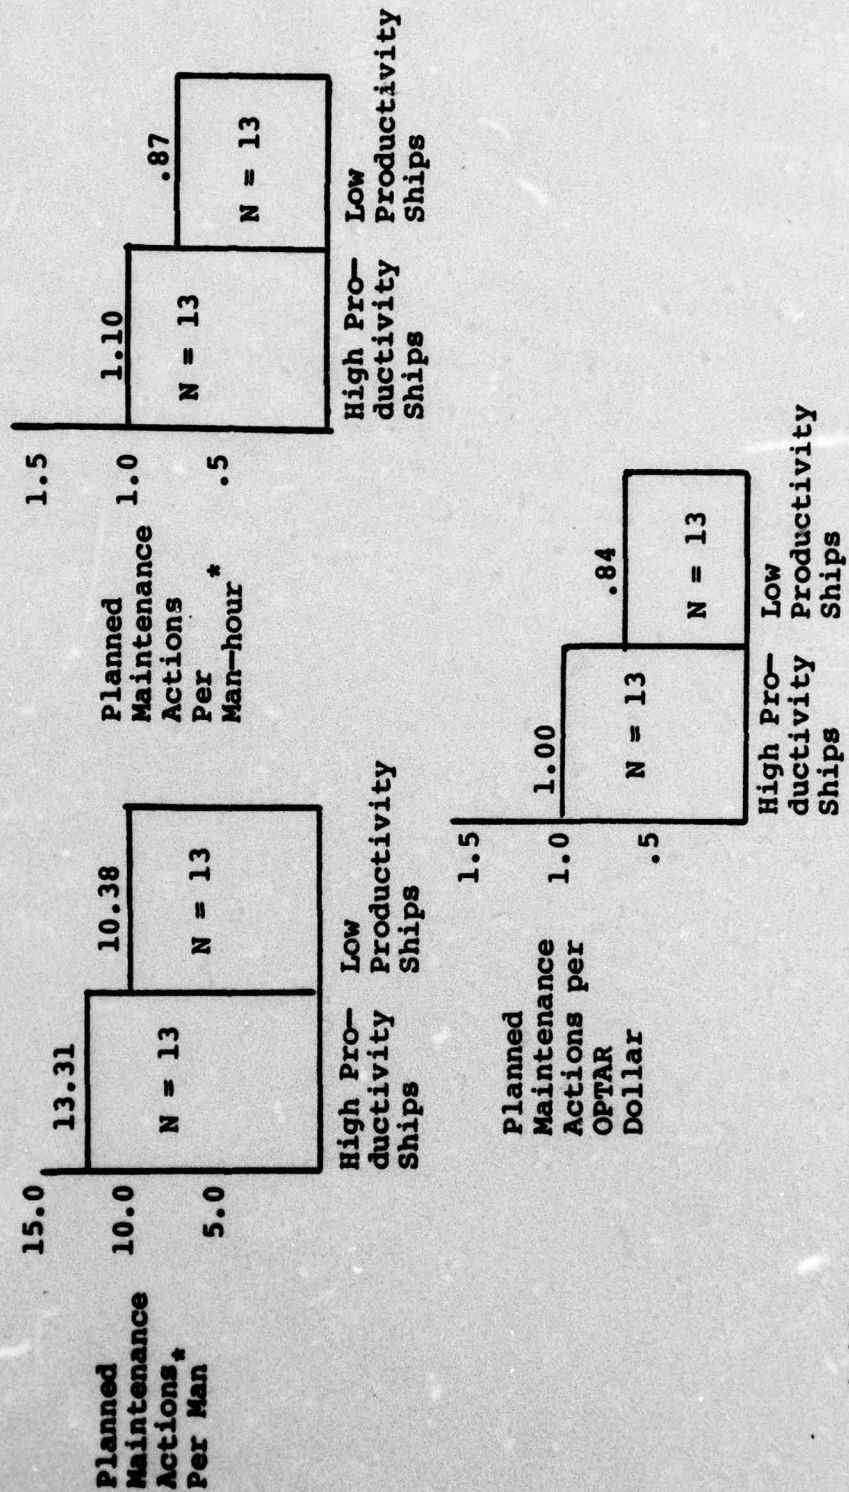 Planned
Maintenance
Actions*
Per Man
15.0
10.0
5.0
13.31
10.38
N = 13
N = 13
High Pro-
ductivity
Ships
Low
Productivity
Ships
Planned
Maintenance
Actions
Per
Man-hour*
1.5
1.0
.5
1.10
.87
N = 13
N = 13
High Pro-
ductivity
Ships
Low
Productivity
Ships
Planned
Maintenance
Actions per
OPTAR
Dollar
1.5
1.0
.5
1.00
.84
N = 13
N = 13
High Pro-
ductivity
Ships
Low
Productivity
Ships